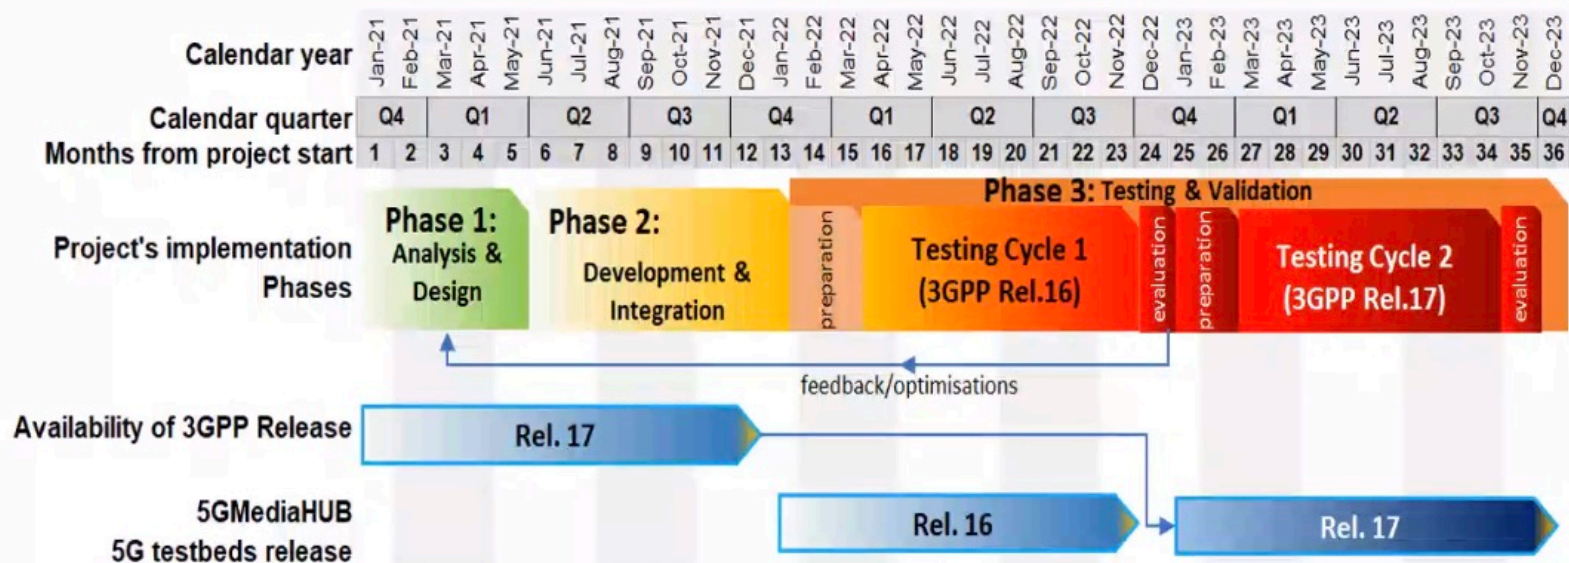 Calendar year Jan-21 Feb-21 Mar-21 Apr-21 May-21 Jun-21 Jul-21 Aug-21 Sep-21 Oct-21 Nov-21 Dec-21 Jan-22 Feb-22 Mar-22 Apr-22 May-22 Jun-22 Jul-22 Aug-22 Sep-22 Oct-22 Nov-22 Dec-22 Jan-23 Feb-23 Mar-23 Apr-23 May-23 Jun-23 Jul-23 Aug-23 Sep-23 Oct-23 Nov-23 Dec-23
Calendar quarter Q4 Q1 Q2 Q3 Q4 Q1 Q2 Q3 Q4 Q1 Q2 Q3 Q4
Months from project start 1 2 3 4 5 6 7 8 9 10 11 12 13 14 15 16 17 18 19 20 21 22 23 24 25 26 27 28 29 30 31 32 33 34 35 36
Project's implementation
Phases
Phase 1:
Analysis &
Design
Phase 2:
Development &
Integration
Phase 3: Testing & Validation
preparation
Testing Cycle 1
(3GPP Rel.16)
evaluation
preparation
Testing Cycle 2
(3GPP Rel.17)
evaluation
feedback/optimisations
Availability of 3GPP Release
Rel. 17
5GMediaHUB
5G testbeds release
Rel. 16
Rel. 17